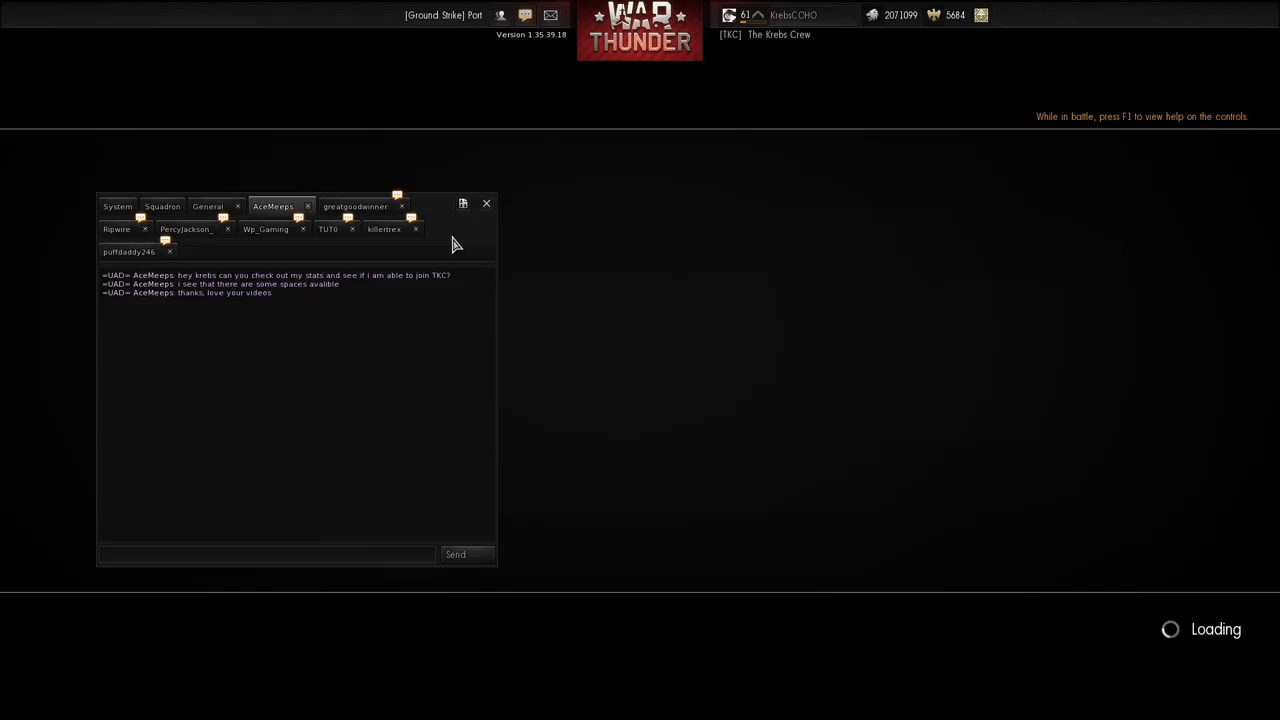 [Ground Strike] Port
WAR THUNDER
61 KrebsCOHO
2071099
5684
Version 1.35.39.18
[TKC] The Krebs Crew
While in battle, press F1 to view help on the controls.
System
Squadron
General
AceMeeps
greatgoodwinner
Ripwire
PercyJackson_
Wp_Gaming
TUT0
killertrex
puffdaddy246
=UAD= AceMeeps: hey krebs can you check out my stats and see if i am able to join TKC?
=UAD= AceMeeps: i see that there are some spaces avalible
=UAD= AceMeeps: thanks, love your videos
Send
Loading